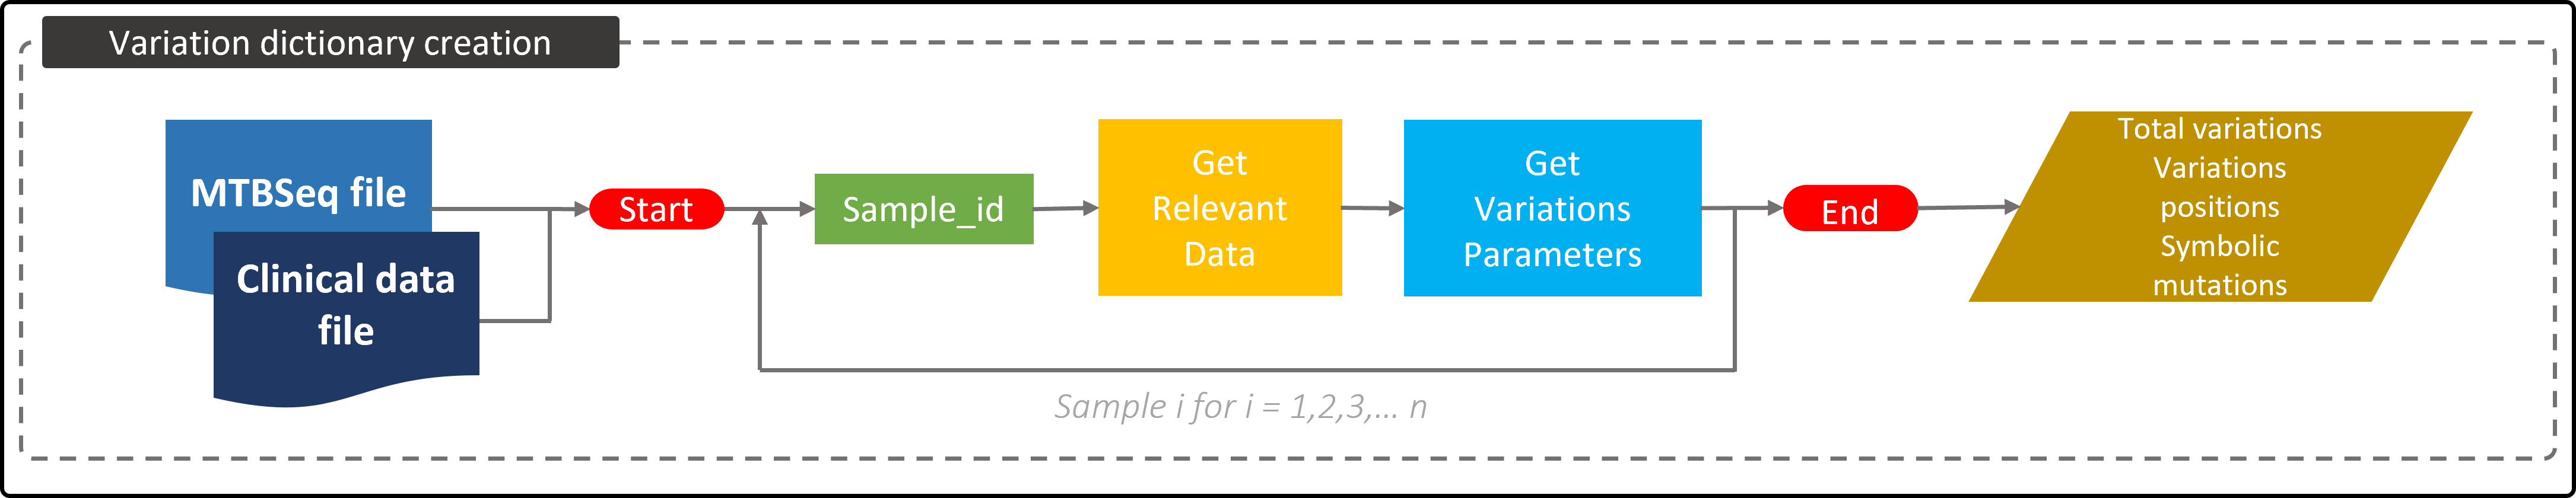 Variation dictionary creation
MTBSeq file
Clinical data
file
Start
Sample_id
Get
Relevant
Data
Get
Variations
Parameters
End
Total variations
Variations
positions
Symbolic
mutations
Sample i for i = 1,2,3,... n